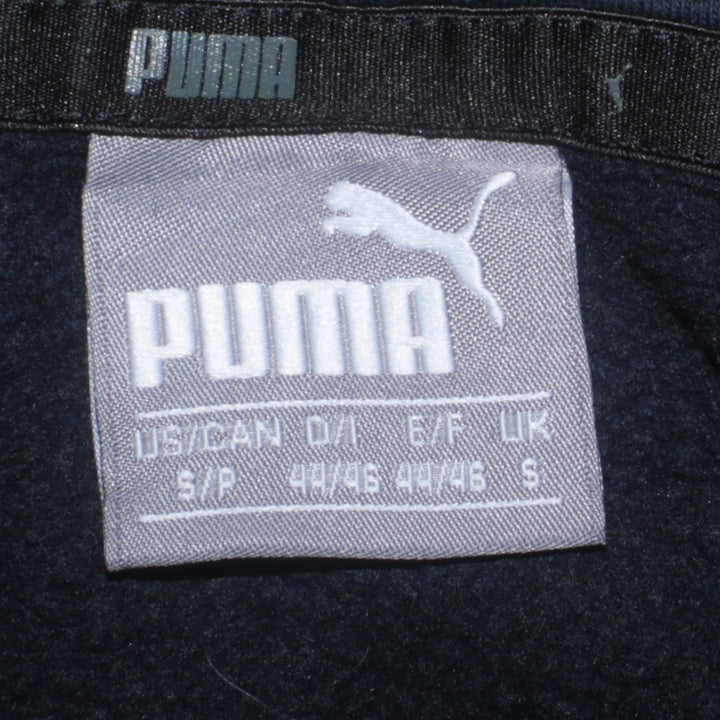 PUMA
PUMA
US/CAN D/I E/F UK
S/P 44/46 44/46 S